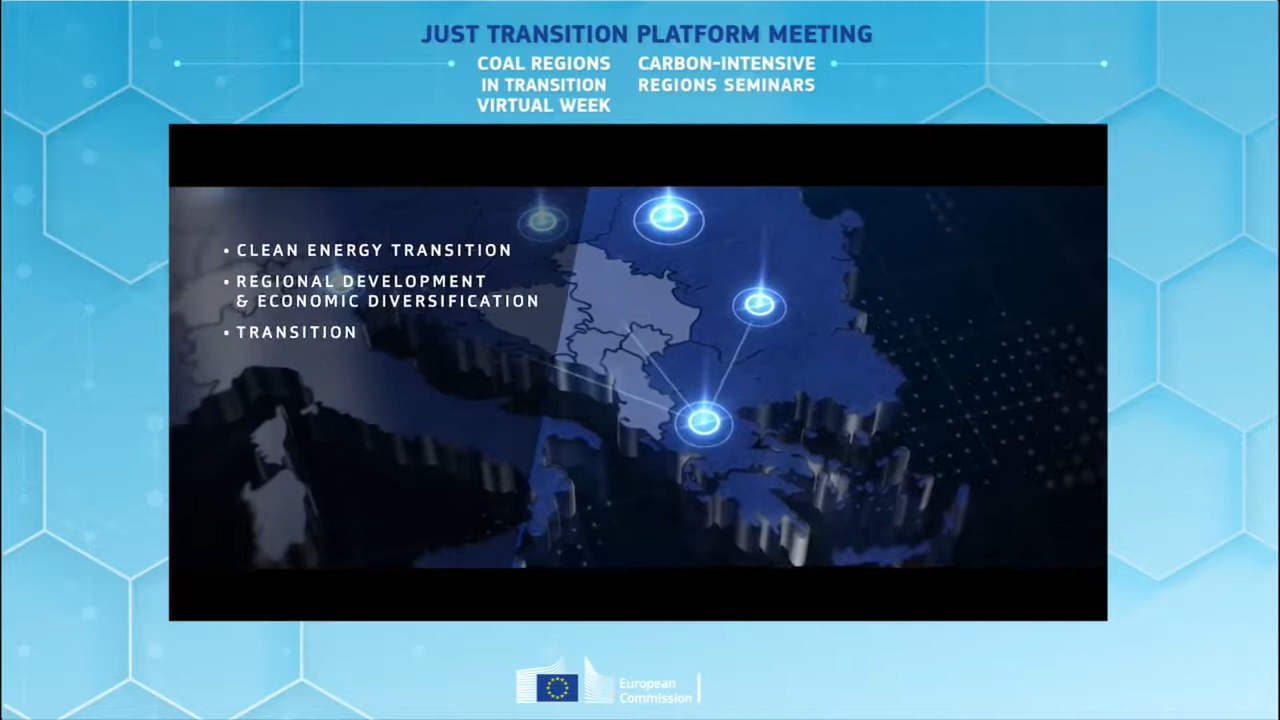 JUST TRANSITION PLATFORM MEETING
COAL REGIONS
IN TRANSITION
VIRTUAL WEEK
CARBON-INTENSIVE
REGIONS SEMINARS
• CLEAN ENERGY TRANSITION
• REGIONAL DEVELOPMENT
& ECONOMIC DIVERSIFICATION
• TRANSITION
European
Commission